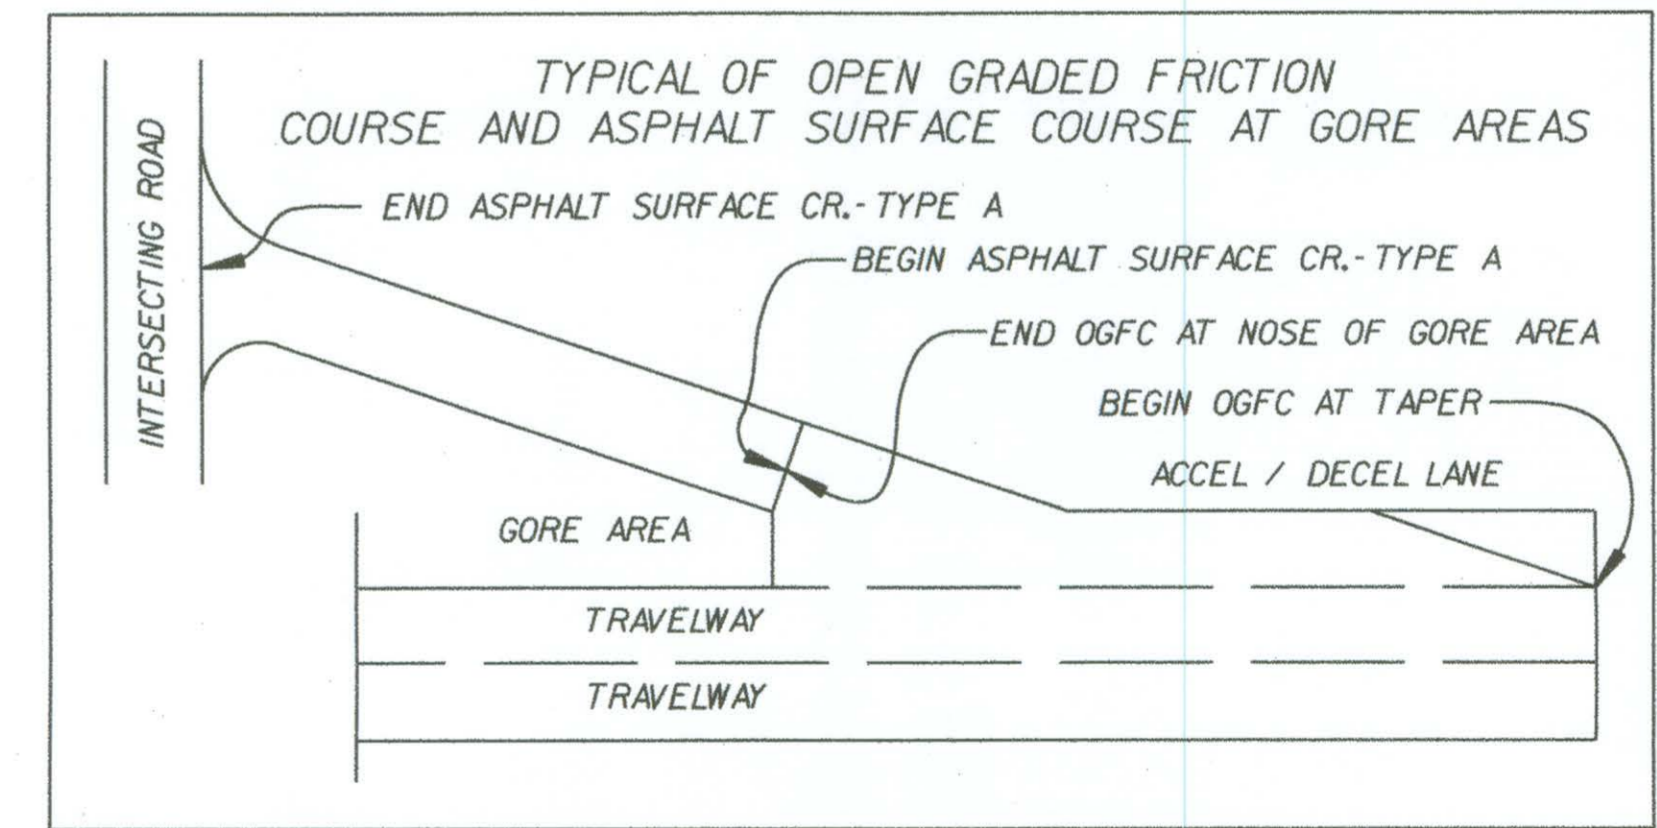 TYPICAL OF OPEN GRADED FRICTION
COURSE AND ASPHALT SURFACE COURSE AT GORE AREAS
INTERSECTING ROAD
END ASPHALT SURFACE CR.-TYPE A
BEGIN ASPHALT SURFACE CR.-TYPE A
END OGFC AT NOSE OF GORE AREA
BEGIN OGFC AT TAPER
ACCEL / DECEL LANE
GORE AREA
TRAVELWAY
TRAVELWAY